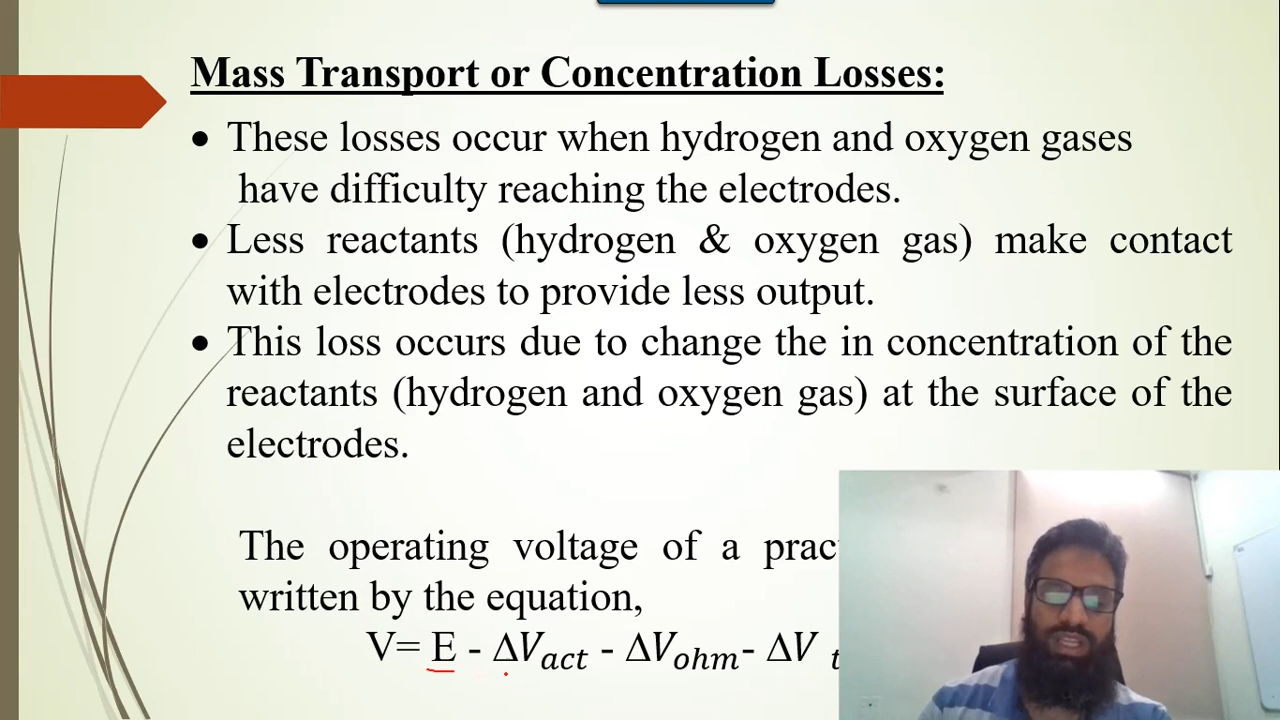 Mass Transport or Concentration Losses:
• These losses occur when hydrogen and oxygen gases
have difficulty reaching the electrodes.
• Less reactants (hydrogen & oxygen gas) make contact
with electrodes to provide less output.
• This loss occurs due to change the in concentration of the
reactants (hydrogen and oxygen gas) at the surface of the
electrodes.
The operating voltage of a
written by the equation,
V= E - ΔV_act - ΔV_ohm - ΔV